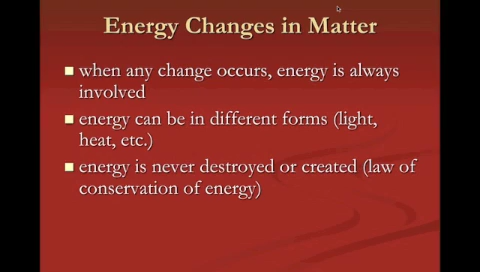 Energy Changes in Matter
when any change occurs, energy is always
involved
energy can be in different forms (light,
heat, etc.)
energy is never destroyed or created (law of
conservation of energy)